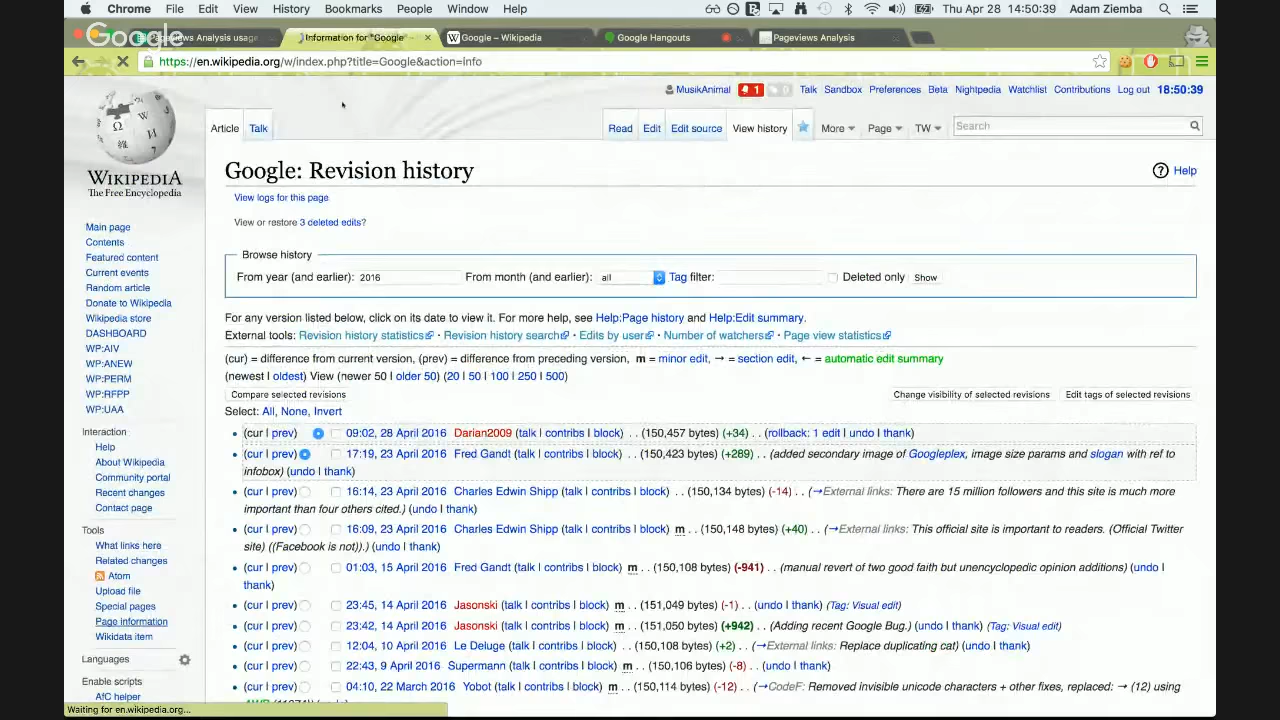 Chrome File Edit View History Bookmarks People Window Help Thu Apr 28 14:50:39 Adam Ziemba
Google
Pageviews Analysis usage Information for "Google" – Google – Wikipedia Google Hangouts Pageviews Analysis
https://en.wikipedia.org/w/index.php?title=Google&action=info
MusikAnimal 1 0 Talk Sandbox Preferences Beta Nightpedia Watchlist Contributions Log out 18:50:39
Article Talk Read Edit Edit source View history More Page TW Search
WIKIPEDIA
The Free Encyclopedia
Google: Revision history
Help
View logs for this page
View or restore 3 deleted edits?
Browse history
From year (and earlier): 2016 From month (and earlier): all Tag filter: Deleted only Show
For any version listed below, click on its date to view it. For more help, see Help:Page history and Help:Edit summary.
External tools: Revision history statistics · Revision history search · Edits by user · Number of watchers · Page view statistics
(cur) = difference from current version, (prev) = difference from preceding version, m = minor edit, → = section edit, ← = automatic edit summary
(newest | oldest) View (newer 50 | older 50) (20 | 50 | 100 | 250 | 500)
Compare selected revisions Change visibility of selected revisions Edit tags of selected revisions
Select: All, None, Invert
(cur | prev) 09:02, 28 April 2016 Darian2009 (talk | contribs | block) . . (150,457 bytes) (+34) . . (rollback: 1 edit | undo | thank)
(cur | prev) 17:19, 23 April 2016 Fred Gandt (talk | contribs | block) . . (150,423 bytes) (+289) . . (added secondary image of Googleplex, image size params and slogan with ref to
infobox) (undo | thank)
(cur | prev) 16:14, 23 April 2016 Charles Edwin Shipp (talk | contribs | block) . . (150,134 bytes) (-14) . . (→External links: There are 15 million followers and this site is much more
important than four others cited.) (undo | thank)
(cur | prev) 16:09, 23 April 2016 Charles Edwin Shipp (talk | contribs | block) m . . (150,148 bytes) (+40) . . (→External links: This official site is important to readers. (Official Twitter
site) ((Facebook is not)).) (undo | thank)
(cur | prev) 01:03, 15 April 2016 Fred Gandt (talk | contribs | block) m . . (150,108 bytes) (-941) . . (manual revert of two good faith but unencyclopedic opinion additions) (undo |
thank)
(cur | prev) 23:45, 14 April 2016 Jasonski (talk | contribs | block) m . . (151,049 bytes) (-1) . . (undo | thank) (Tag: Visual edit)
(cur | prev) 23:42, 14 April 2016 Jasonski (talk | contribs | block) m . . (151,050 bytes) (+942) . . (Adding recent Google Bug.) (undo | thank) (Tag: Visual edit)
(cur | prev) 12:04, 10 April 2016 Le Deluge (talk | contribs | block) m . . (150,108 bytes) (+2) . . (→External links: Replace duplicating cat) (undo | thank)
(cur | prev) 22:43, 9 April 2016 Supermann (talk | contribs | block) m . . (150,106 bytes) (-8) . . (undo | thank)
(cur | prev) 04:10, 22 March 2016 Yobot (talk | contribs | block) m . . (150,114 bytes) (-12) . . (→CodeF: Removed invisible unicode characters + other fixes, replaced: → (12) using
Main page
Contents
Featured content
Current events
Random article
Donate to Wikipedia
Wikipedia store
DASHBOARD
WP:AIV
WP:ANEW
WP:PERM
WP:RFPP
WP:UAA
Interaction
Help
About Wikipedia
Community portal
Recent changes
Contact page
Tools
What links here
Related changes
Atom
Upload file
Special pages
Page information
Wikidata item
Languages
Enable scripts
AfC helper
Waiting for en.wikipedia.org...